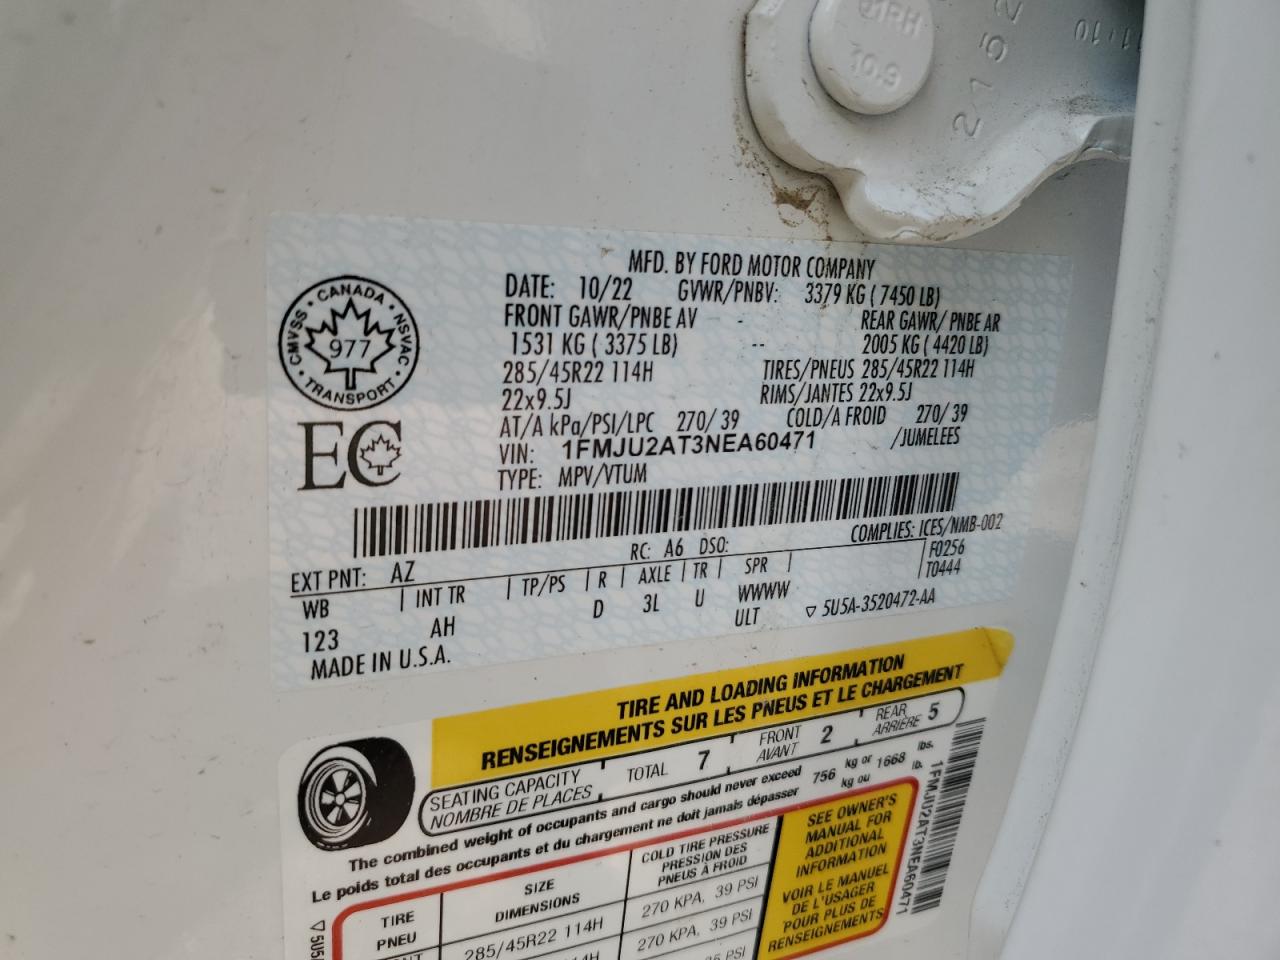 10.9
2152
MFD. BY FORD MOTOR COMPANY
DATE: 10/22 GVWR/PNBV: 3379 KG ( 7450 LB)
FRONT GAWR/PNBE AV - REAR GAWR/ PNBE AR
1531 KG ( 3375 LB) -- 2005 KG ( 4420 LB)
285/45R22 114H TIRES/PNEUS 285/45R22 114H
22x9.5J RIMS/JANTES 22x9.5J
AT/A kPa/PSI/LPC 270/ 39 COLD/A FROID 270/ 39
VIN: 1FMJU2AT3NEA60471 /JUMELEES
TYPE: MPV/VTUM
CANADA
CMVSS • NSVAC
977
TRANSPORT
EC
COMPLIES: ICES/NMB-002
RC: A6 DSO:
EXT PNT: AZ F0256
WB | INT TR | TP/PS | R | AXLE | TR | SPR | T0444
123 AH D 3L U WWWW
ULT 5U5A-3520472-AA
MADE IN U.S.A.
TIRE AND LOADING INFORMATION
RENSEIGNEMENTS SUR LES PNEUS ET LE CHARGEMENT
SEATING CAPACITY
NOMBRE DE PLACES
TOTAL 7
FRONT
AVANT 2
REAR
ARRIÈRE 5
The combined weight of occupants and cargo should never exceed 756 kg or 1668 lbs.
Le poids total des occupants et du chargement ne doit jamais dépasser kg ou lb.
TIRE
PNEU
SIZE
DIMENSIONS
COLD TIRE PRESSURE
PRESSION DES
PNEUS À FROID
285/45R22 114H
270 KPA, 39 PSI
270 KPA, 39 PSI
SEE OWNER'S
MANUAL FOR
ADDITIONAL
INFORMATION
VOIR LE MANUEL
DE L'USAGER
POUR PLUS DE
RENSEIGNEMENTS
1FMJU2AT3NEA60471